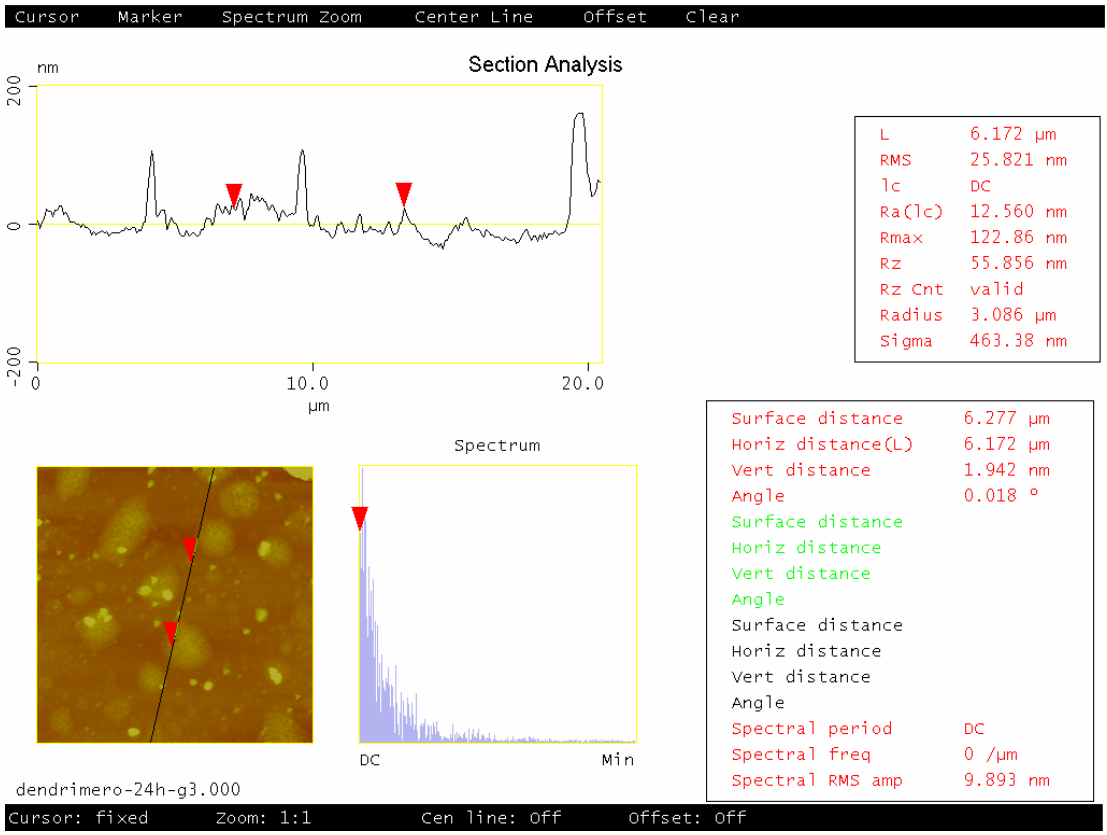 Cursor Marker Spectrum Zoom Center Line Offset Clear
Section Analysis
nm
200
0
-200
0 10.0 20.0
µm
L 6.172 µm
RMS 25.821 nm
lc DC
Ra(lc) 12.560 nm
Rmax 122.86 nm
Rz 55.856 nm
Rz Cnt valid
Radius 3.086 µm
Sigma 463.38 nm
Spectrum
DC Min
Surface distance 6.277 µm
Horiz distance(L) 6.172 µm
Vert distance 1.942 nm
Angle 0.018 º
Surface distance
Horiz distance
Vert distance
Angle
Surface distance
Horiz distance
Vert distance
Angle
Spectral period DC
Spectral freq 0 /µm
Spectral RMS amp 9.893 nm
dendrimero-24h-g3.000
Cursor: fixed Zoom: 1:1 Cen line: Off Offset: Off